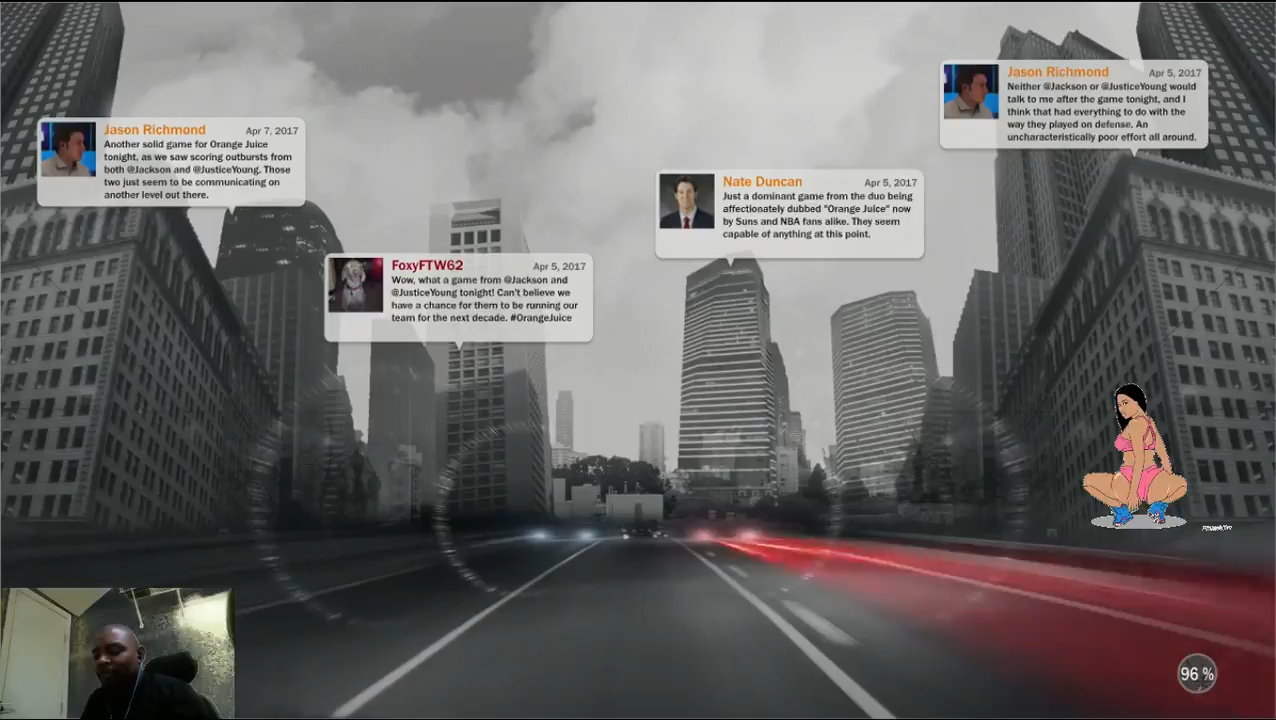 Jason Richmond Apr 7, 2017
Another solid game for Orange Juice
tonight, as we saw scoring outbursts from
both @Jackson and @JusticeYoung. Those
two just seem to be communicating on
another level out there.
FoxyFTW62 Apr 5, 2017
Wow, what a game from @Jackson and
@JusticeYoung tonight! Can't believe we
have a chance for them to be running our
team for the next decade. #OrangeJuice
Nate Duncan Apr 5, 2017
Just a dominant game from the duo being
affectionately dubbed "Orange Juice" now
by Suns and NBA fans alike. They seem
capable of anything at this point.
Jason Richmond Apr 5, 2017
Neither @Jackson or @JusticeYoung would
talk to me after the game tonight, and I
think that had everything to do with the
way they played on defense. An
uncharacteristically poor effort all around.
96 %